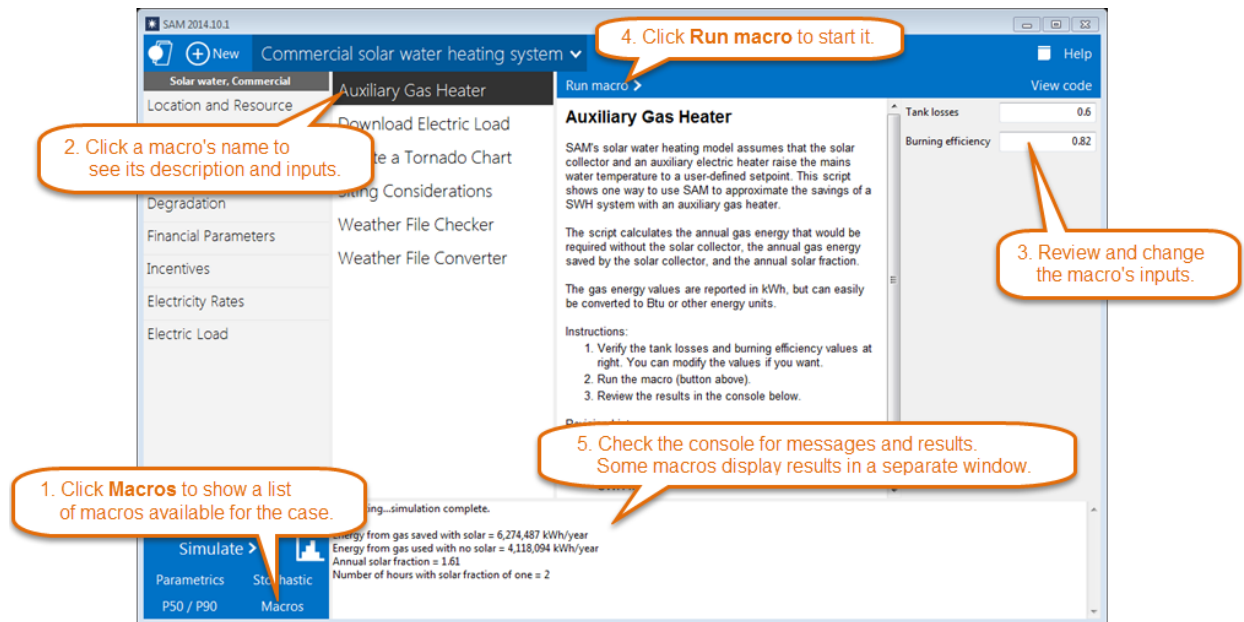 SAM 2014.10.1
New
Commercial solar water heating system
Help
4. Click Run macro to start it.
Solar water, Commercial
Location and Resource
Degradation
Financial Parameters
Incentives
Electricity Rates
Electric Load
2. Click a macro's name to
see its description and inputs.
Auxiliary Gas Heater
Download Electric Load
a Tornado Chart
Siting Considerations
Weather File Checker
Weather File Converter
Run macro >
View code
Auxiliary Gas Heater
SAM's solar water heating model assumes that the solar
collector and an auxiliary electric heater raise the mains
water temperature to a user-defined setpoint. This script
shows one way to use SAM to approximate the savings of a
SWH system with an auxiliary gas heater.
The script calculates the annual gas energy that would be
required without the solar collector, the annual gas energy
saved by the solar collector, and the annual solar fraction.
The gas energy values are reported in kWh, but can easily
be converted to Btu or other energy units.
Instructions:
1. Verify the tank losses and burning efficiency values at
right. You can modify the values if you want.
2. Run the macro (button above).
3. Review the results in the console below.
Tank losses 0.6
Burning efficiency 0.82
3. Review and change
the macro's inputs.
5. Check the console for messages and results.
Some macros display results in a separate window.
1. Click Macros to show a list
of macros available for the case.
...simulation complete.
Energy from gas saved with solar = 6,274,487 kWh/year
Energy from gas used with no solar = 4,118,094 kWh/year
Annual solar fraction = 1.61
Number of hours with solar fraction of one = 2
Simulate >
Parametrics Stochastic
P50 / P90 Macros